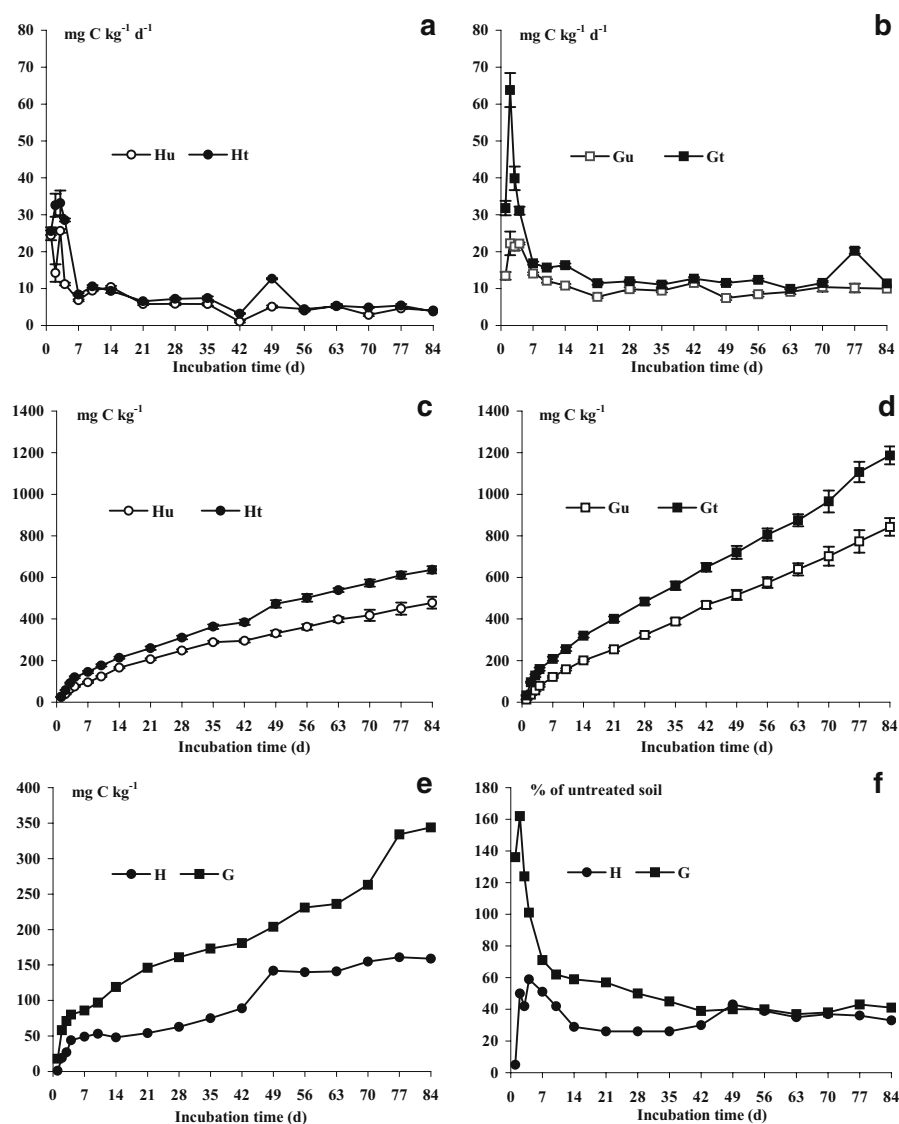 mg C kg⁻¹ d⁻¹ a
80
70
60
50
40
30
20
10
0
Hu Ht
0 7 14 21 28 35 42 49 56 63 70 77 84
Incubation time (d)
mg C kg⁻¹ d⁻¹ b
80
70
60
50
40
30
20
10
0
Gu Gt
0 7 14 21 28 35 42 49 56 63 70 77 84
Incubation time (d)
mg C kg⁻¹ c
1400
1200
1000
800
600
400
200
0
Hu Ht
0 7 14 21 28 35 42 49 56 63 70 77 84
Incubation time (d)
mg C kg⁻¹ d
1400
1200
1000
800
600
400
200
0
Gu Gt
0 7 14 21 28 35 42 49 56 63 70 77 84
Incubation time (d)
mg C kg⁻¹ e
400
350
300
250
200
150
100
50
0
H G
0 7 14 21 28 35 42 49 56 63 70 77 84
Incubation time (d)
% of untreated soil f
180
160
140
120
100
80
60
40
20
0
H G
0 7 14 21 28 35 42 49 56 63 70 77 84
Incubation time (d)